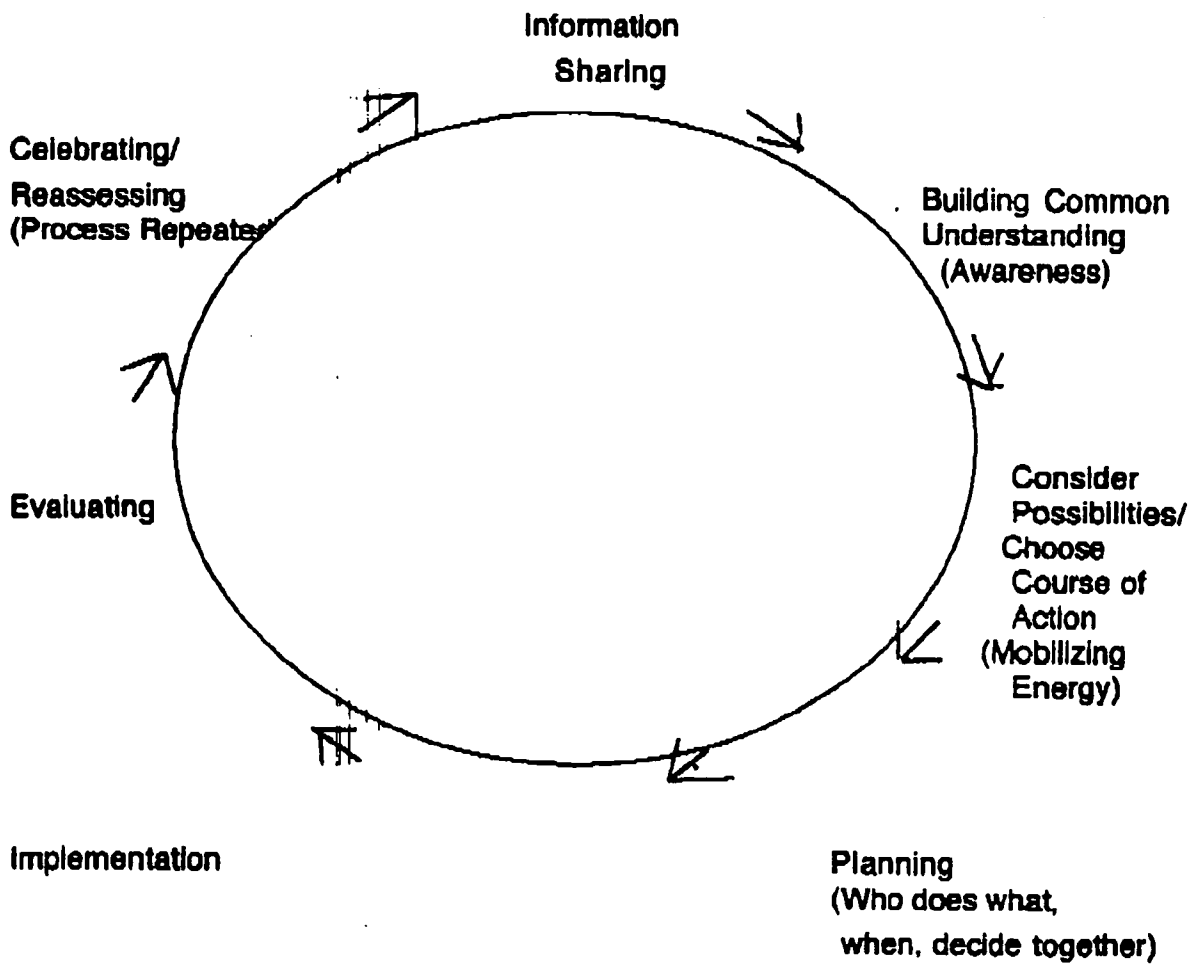 Information
Sharing
Building Common
Understanding
(Awareness)
Consider
Possibilities/
Choose
Course of
Action
(Mobilizing
Energy)
Planning
(Who does what,
when, decide together)
Implementation
Evaluating
Celebrating/
Reassessing
(Process Repeated